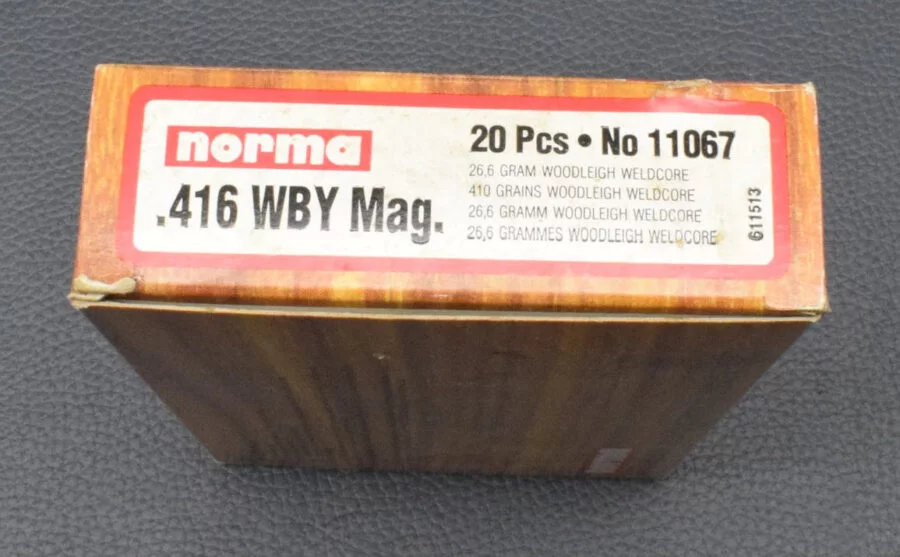 norma
.416 WBY Mag.
20 Pcs • No 11067
26,6 GRAM WOODLEIGH WELDCORE
410 GRAINS WOODLEIGH WELDCORE
26,6 GRAMM WOODLEIGH WELDCORE
26,6 GRAMMES WOODLEIGH WELDCORE
611513